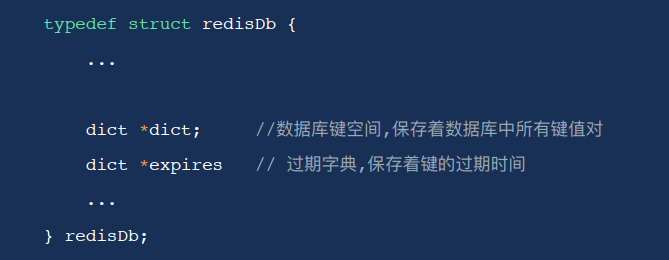 typedef struct redisDb {
...
dict *dict; //数据库键空间,保存着数据库中所有键值对
dict *expires // 过期字典,保存着键的过期时间
...
} redisDb;